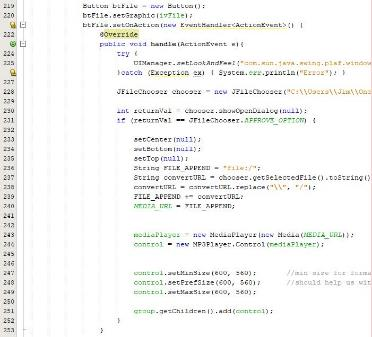 219 Button btFile = new Button();
220 btFile.setGraphic(ivFile);
btFile.setOnAction(new EventHandler<ActionEvent>() {
222 @Override
public void handle(ActionEvent e){
224 try {
225 UIManager.setLookAndFeel("com.sun.java.swing.plaf.window
}catch (Exception ex) { System.err.println("Error"); }
227
228 JFileChooser chooser = new JFileChooser("C:\\Users\\Jim\\One
229
230 int returnVal = chooser.showOpenDialog(null);
231 if (returnVal == JFileChooser.APPROVE_OPTION) {
232
233 setCenter(null);
234 setBottom(null);
235 setTop(null);
236 String FILE_APPEND = "file:/";
237 String convertURL = chooser.getSelectedFile().toString()
238 convertURL = convertURL.replace("\\", "/");
239 FILE_APPEND += convertURL;
240 MEDIA_URL = FILE_APPEND;
241
242
243 mediaPlayer = new MediaPlayer(new Media(MEDIA_URL));
244 control = new MP3Player.Control(mediaPlayer);
245
246
247 control.setMinSize(600, 560); //min size for forma
248 control.setPrefSize(600, 560); //should help us wit
249 control.setMaxSize(600, 560);
250
251 group.getChildren().add(control);
252 }
253 }